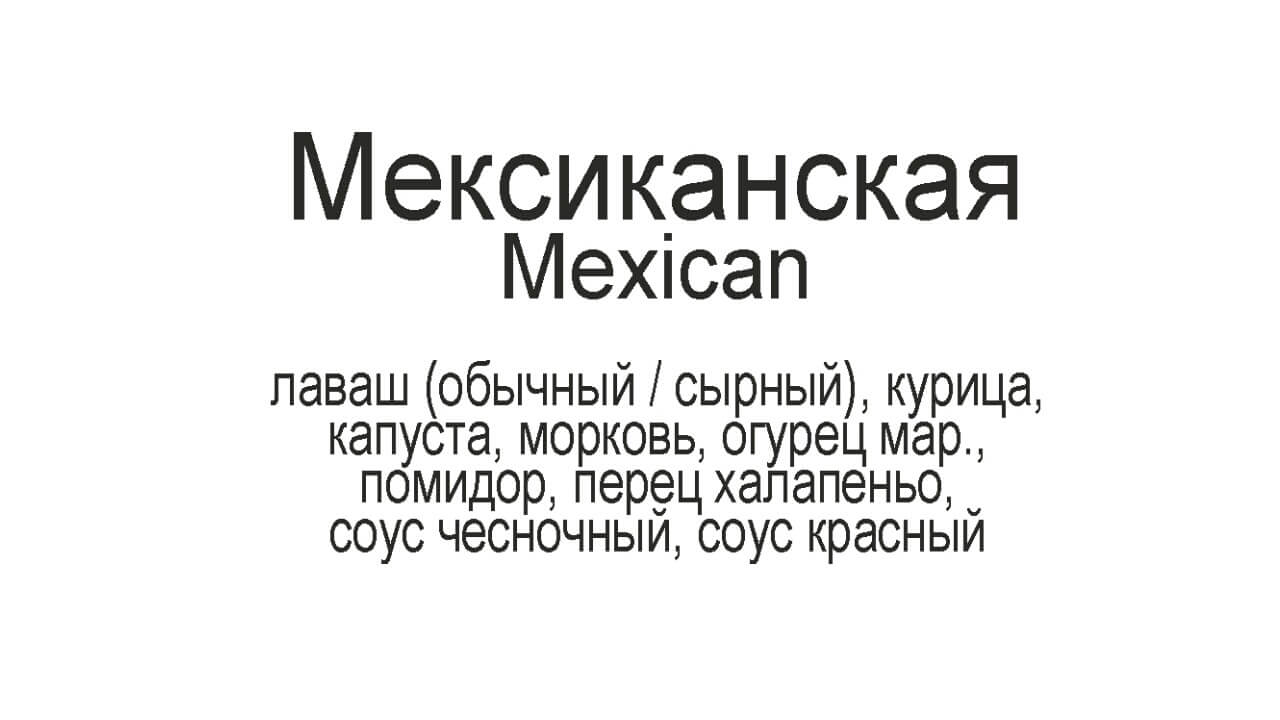 Мексиканская
Mexican
лаваш (обычный / сырный), курица,
капуста, морковь, огурец мар.,
помидор, перец халапеньо,
соус чесночный, соус красный